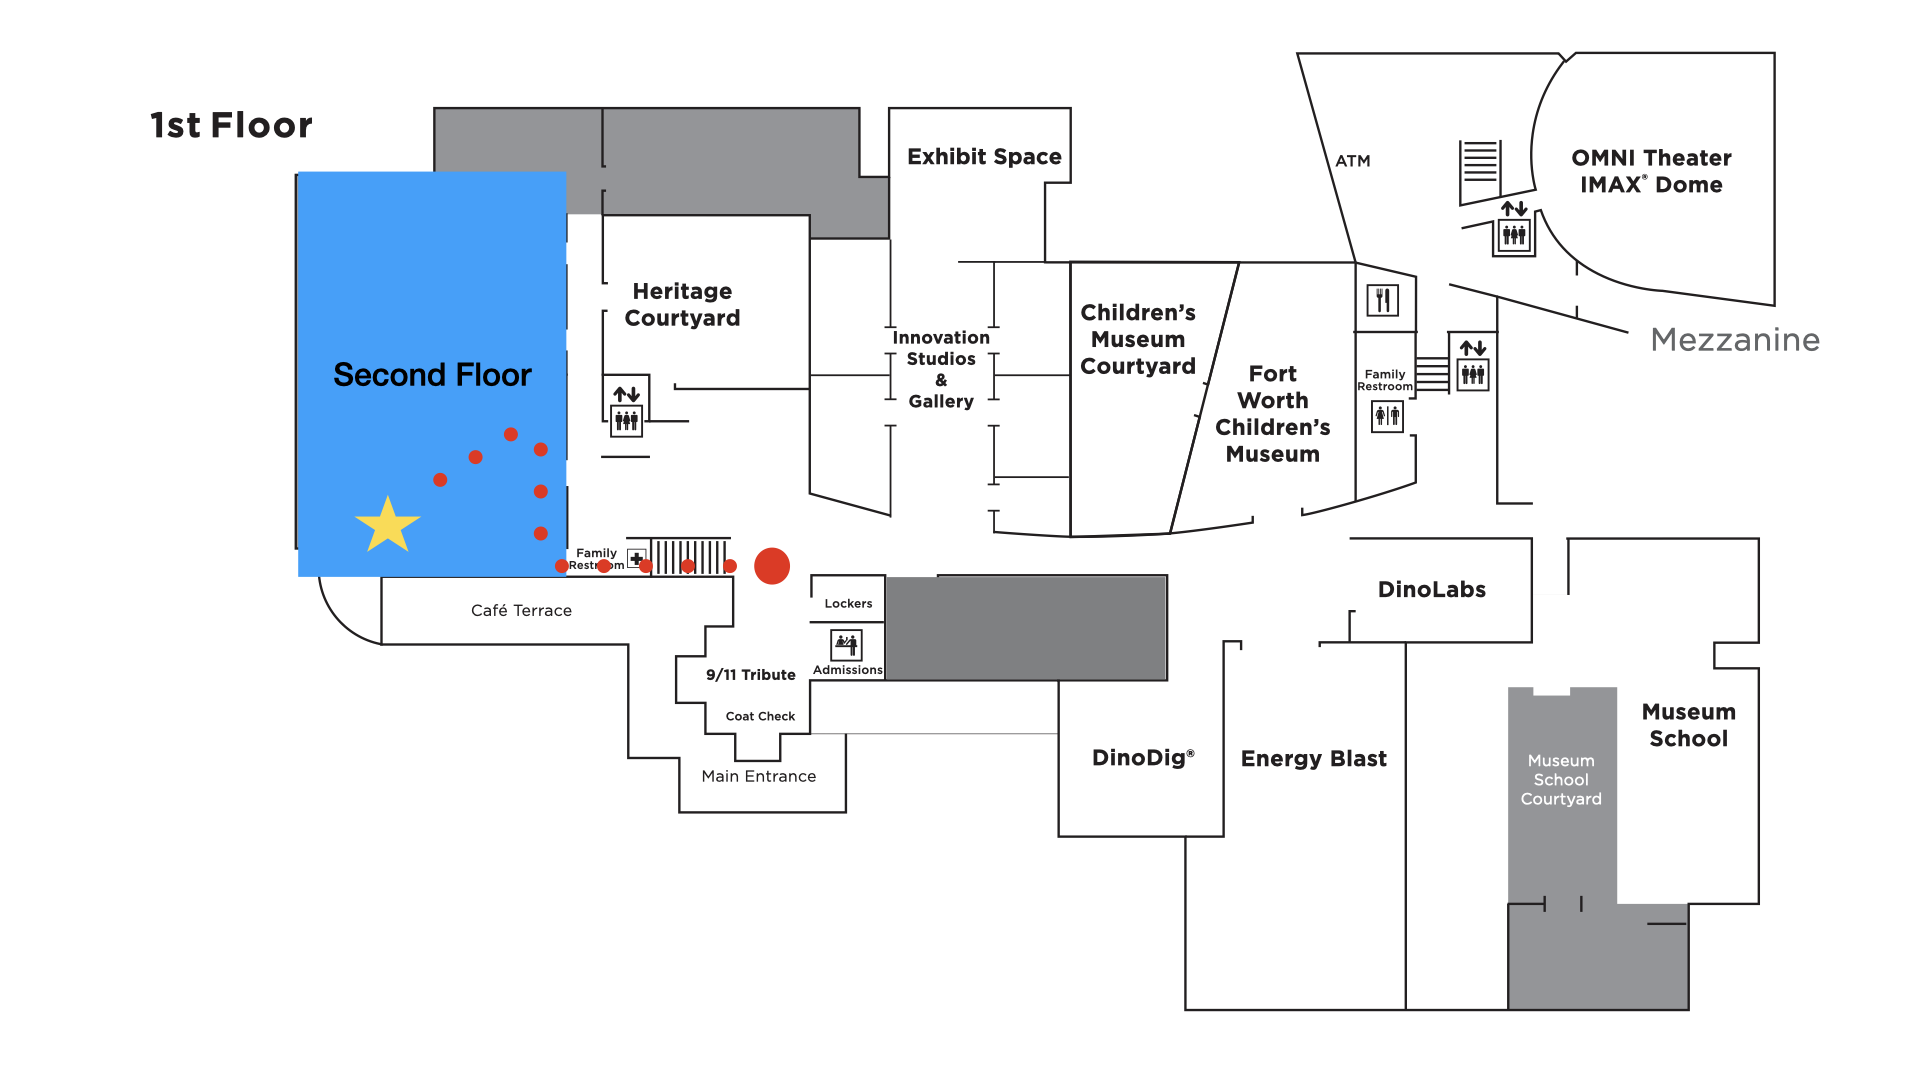 1st Floor
Exhibit Space
ATM
OMNI Theater
IMAX® Dome
Heritage
Courtyard
Second Floor
Innovation
Studios
&
Gallery
Children’s
Museum
Courtyard
Fort
Worth
Children’s
Museum
Family
Restroom
Mezzanine
Family
Restroom
Café Terrace
Lockers
Admissions
9/11 Tribute
Coat Check
Main Entrance
DinoLabs
DinoDig®
Energy Blast
Museum
School
Courtyard
Museum
School